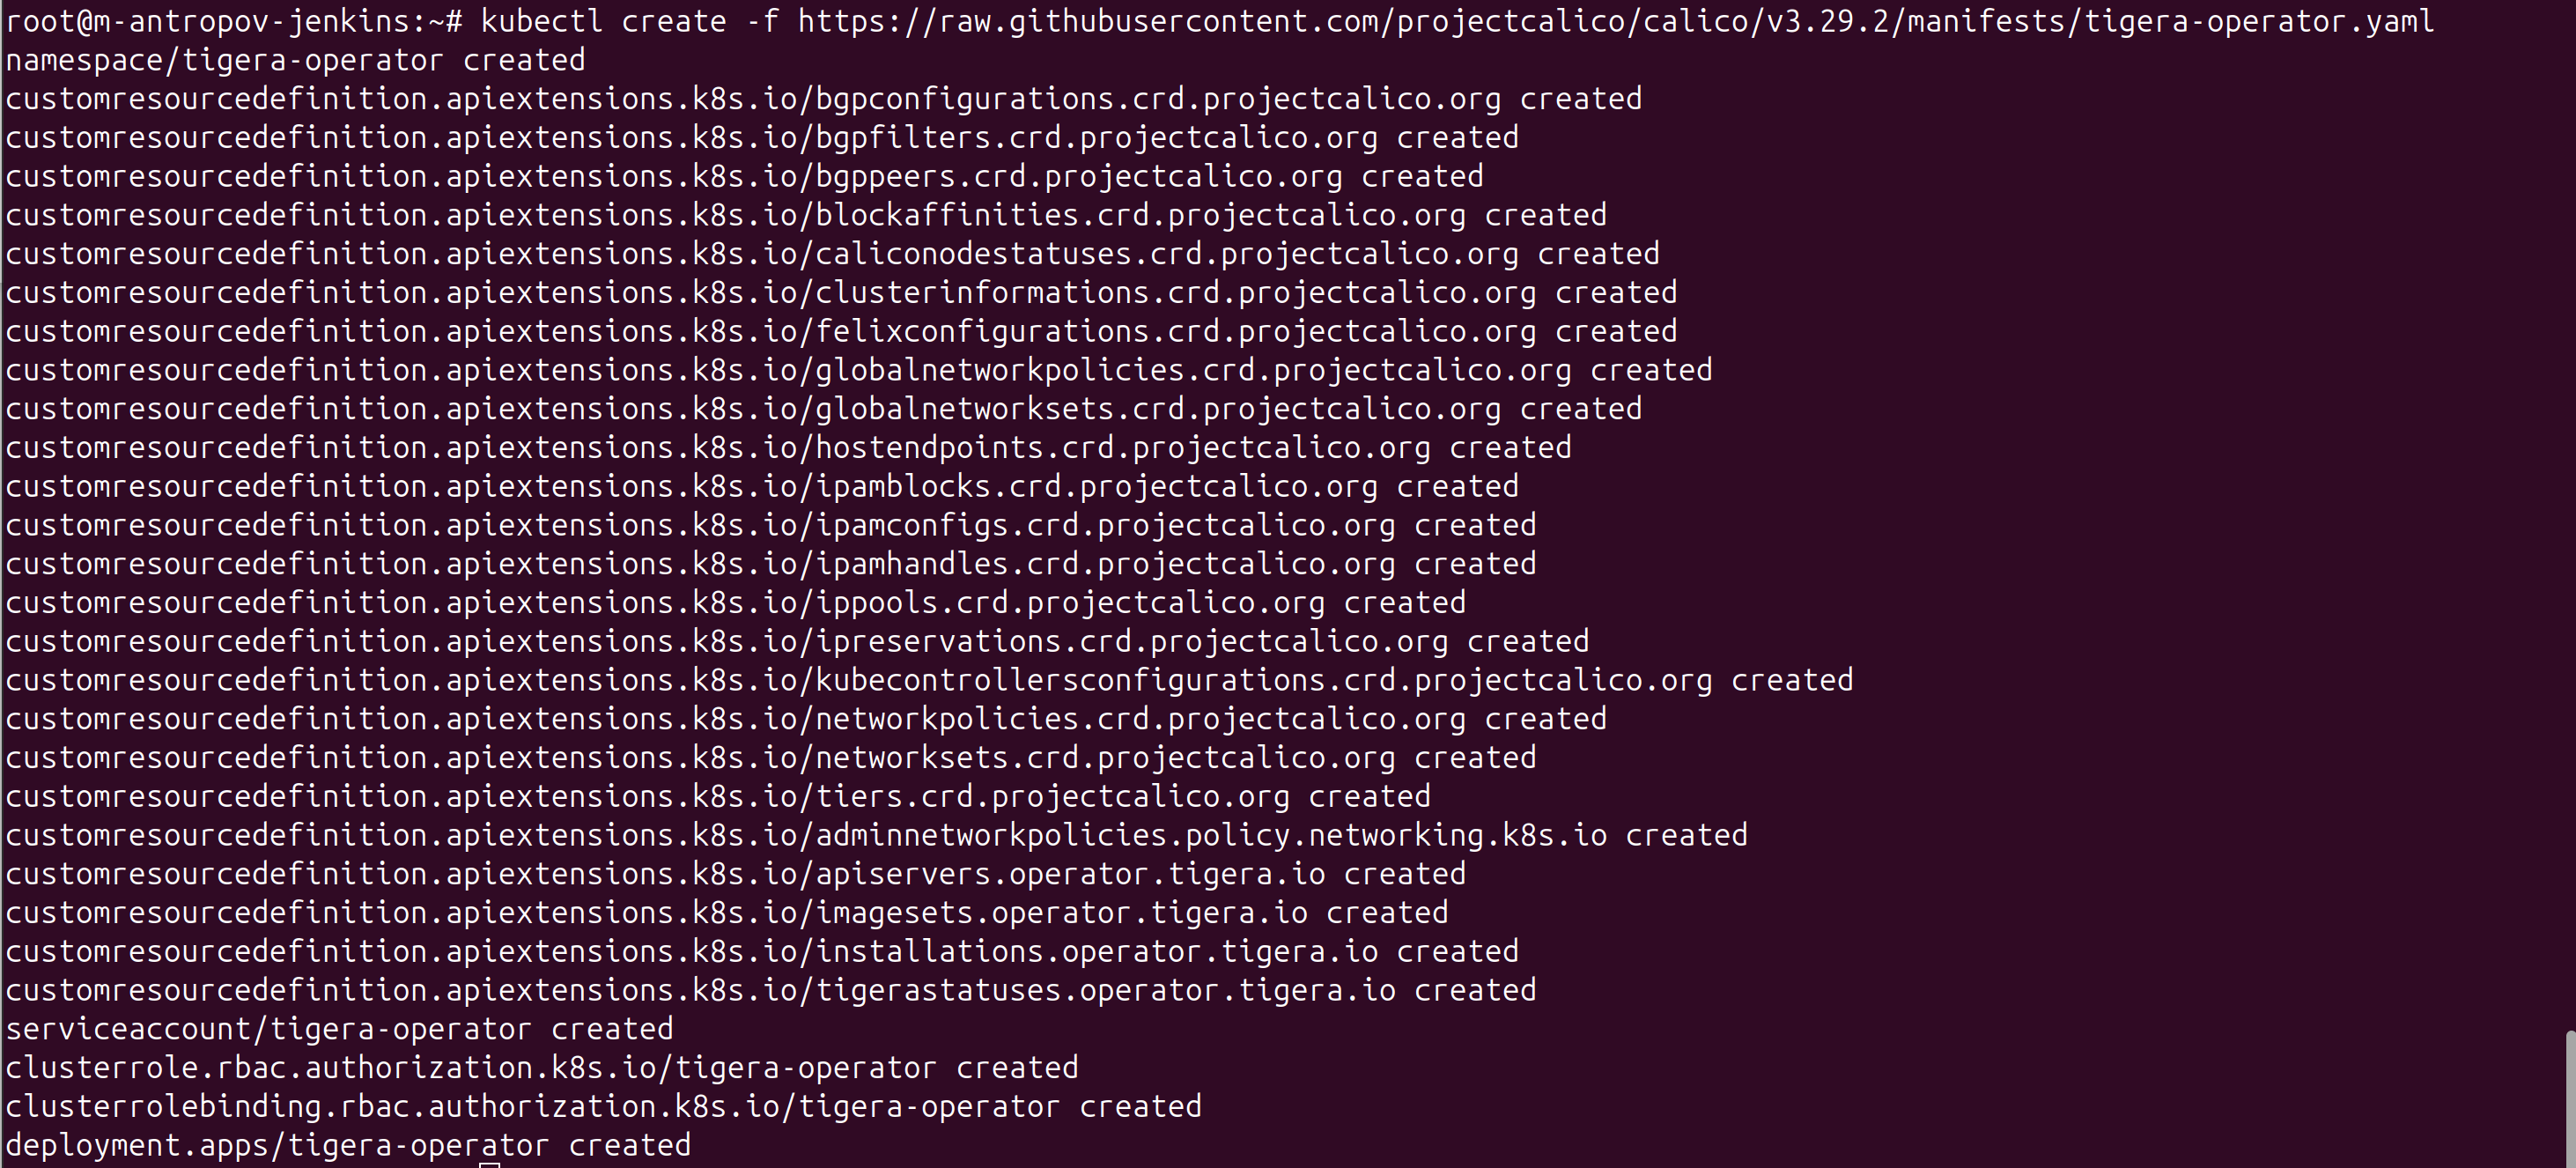 root@m-antropov-jenkins:~# kubectl create -f https://raw.githubusercontent.com/projectcalico/calico/v3.29.2/manifests/tigera-operator.yaml
namespace/tigera-operator created
customresourcedefinition.apiextensions.k8s.io/bgpconfigurations.crd.projectcalico.org created
customresourcedefinition.apiextensions.k8s.io/bgpfilters.crd.projectcalico.org created
customresourcedefinition.apiextensions.k8s.io/bgppeers.crd.projectcalico.org created
customresourcedefinition.apiextensions.k8s.io/blockaffinities.crd.projectcalico.org created
customresourcedefinition.apiextensions.k8s.io/caliconodestatuses.crd.projectcalico.org created
customresourcedefinition.apiextensions.k8s.io/clusterinformations.crd.projectcalico.org created
customresourcedefinition.apiextensions.k8s.io/felixconfigurations.crd.projectcalico.org created
customresourcedefinition.apiextensions.k8s.io/globalnetworkpolicies.crd.projectcalico.org created
customresourcedefinition.apiextensions.k8s.io/globalnetworksets.crd.projectcalico.org created
customresourcedefinition.apiextensions.k8s.io/hostendpoints.crd.projectcalico.org created
customresourcedefinition.apiextensions.k8s.io/ipamblocks.crd.projectcalico.org created
customresourcedefinition.apiextensions.k8s.io/ipamconfigs.crd.projectcalico.org created
customresourcedefinition.apiextensions.k8s.io/ipamhandles.crd.projectcalico.org created
customresourcedefinition.apiextensions.k8s.io/ippools.crd.projectcalico.org created
customresourcedefinition.apiextensions.k8s.io/ipreservations.crd.projectcalico.org created
customresourcedefinition.apiextensions.k8s.io/kubecontrollersconfigurations.crd.projectcalico.org created
customresourcedefinition.apiextensions.k8s.io/networkpolicies.crd.projectcalico.org created
customresourcedefinition.apiextensions.k8s.io/networksets.crd.projectcalico.org created
customresourcedefinition.apiextensions.k8s.io/tiers.crd.projectcalico.org created
customresourcedefinition.apiextensions.k8s.io/adminnetworkpolicies.policy.networking.k8s.io created
customresourcedefinition.apiextensions.k8s.io/apiservers.operator.tigera.io created
customresourcedefinition.apiextensions.k8s.io/imagesets.operator.tigera.io created
customresourcedefinition.apiextensions.k8s.io/installations.operator.tigera.io created
customresourcedefinition.apiextensions.k8s.io/tigerastatuses.operator.tigera.io created
serviceaccount/tigera-operator created
clusterrole.rbac.authorization.k8s.io/tigera-operator created
clusterrolebinding.rbac.authorization.k8s.io/tigera-operator created
deployment.apps/tigera-operator created